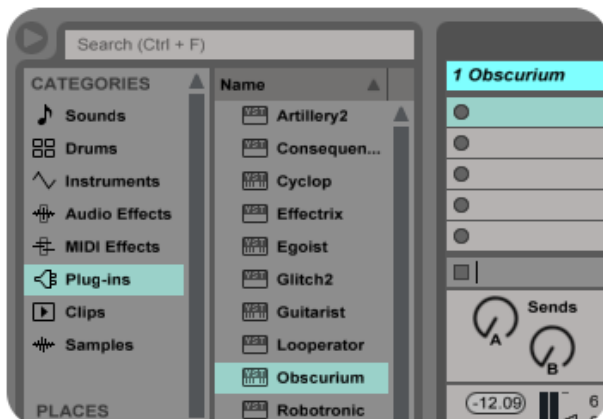 Search (Ctrl + F)
CATEGORIES
Sounds
Drums
Instruments
Audio Effects
MIDI Effects
Plug-ins
Clips
Samples
PLACES
Name
VST Artillery2
VST Consequen...
VST Cyclop
VST Effectrix
VST Egoist
VST Glitch2
VST Guitarist
VST Looperator
VST Obscurium
VST Robotronic
1 Obscurium
Sends
A
B
-12.09
6